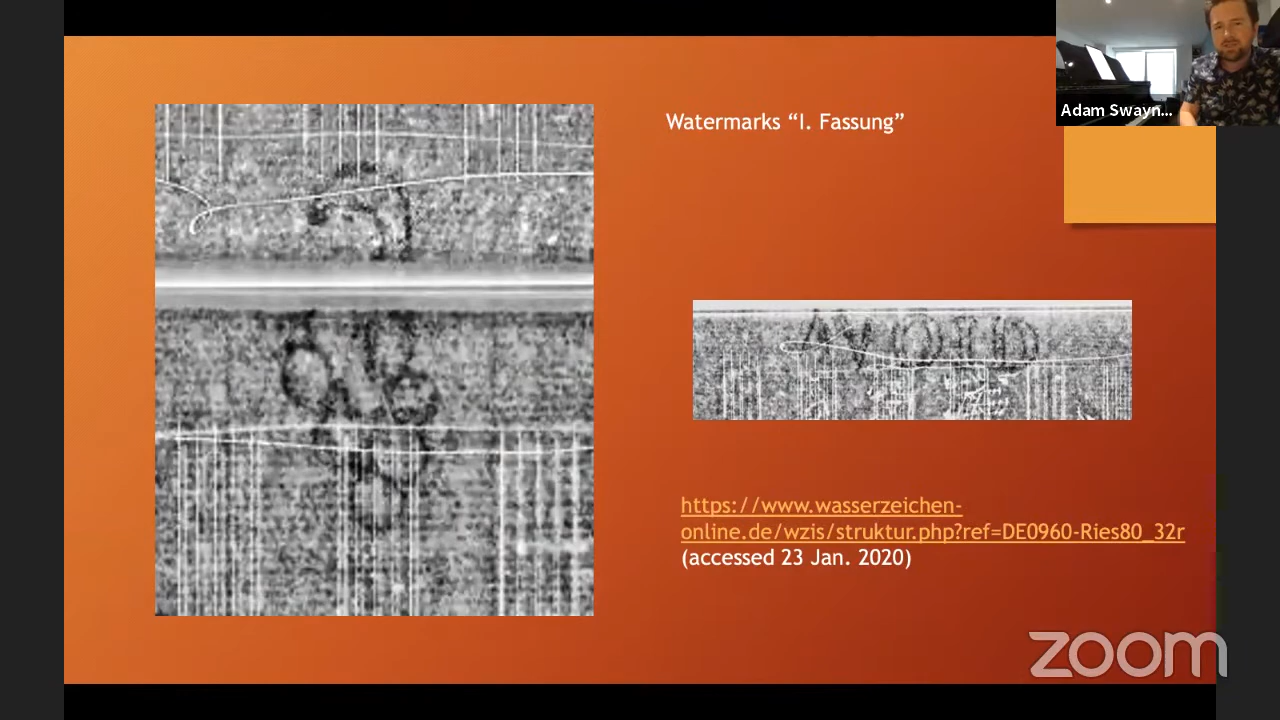 Adam Swayn...
Watermarks “I. Fassung”
https://www.wasserzeichen-
online.de/wzis/struktur.php?ref=DE0960-Ries80_32r
(accessed 23 Jan. 2020)
zoom